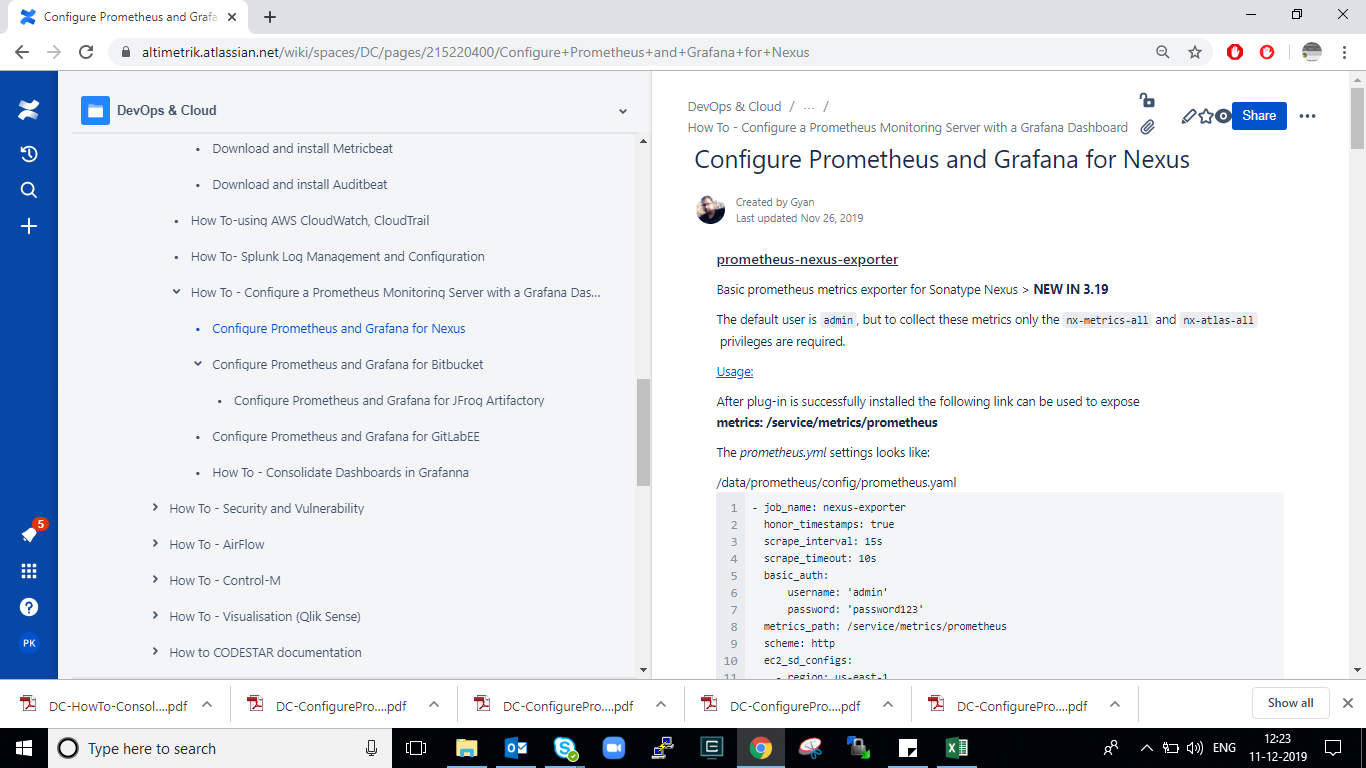 Configure Prometheus and Grafa
altimetrik.atlassian.net/wiki/spaces/DC/pages/215220400/Configure+Prometheus+and+Grafana+for+Nexus
DevOps & Cloud
Download and install Metricbeat
Download and install Auditbeat
How To-using AWS CloudWatch, CloudTrail
How To- Splunk Log Management and Configuration
How To - Configure a Prometheus Monitoring Server with a Grafana Das...
Configure Prometheus and Grafana for Nexus
Configure Prometheus and Grafana for Bitbucket
Configure Prometheus and Grafana for JFrog Artifactory
Configure Prometheus and Grafana for GitLabEE
How To - Consolidate Dashboards in Grafanna
How To - Security and Vulnerability
How To - AirFlow
How To - Control-M
How To - Visualisation (Qlik Sense)
How to CODESTAR documentation
5
PK
DevOps & Cloud / ... /
How To - Configure a Prometheus Monitoring Server with a Grafana Dashboard
Share
Configure Prometheus and Grafana for Nexus
Created by Gyan
Last updated Nov 26, 2019
prometheus-nexus-exporter
Basic prometheus metrics exporter for Sonatype Nexus > NEW IN 3.19
The default user is admin, but to collect these metrics only the nx-metrics-all and nx-atlas-all
privileges are required.
Usage:
After plug-in is successfully installed the following link can be used to expose
metrics: /service/metrics/prometheus
The prometheus.yml settings looks like:
/data/prometheus/config/prometheus.yaml
1 - job_name: nexus-exporter
2 honor_timestamps: true
3 scrape_interval: 15s
4 scrape_timeout: 10s
5 basic_auth:
6 username: 'admin'
7 password: 'password123'
8 metrics_path: /service/metrics/prometheus
9 scheme: http
10 ec2_sd_configs:
11 - region: us-east-1
DC-HowTo-Consol....pdf
DC-ConfigurePro....pdf
DC-ConfigurePro....pdf
DC-ConfigurePro....pdf
DC-ConfigurePro....pdf
Show all
Type here to search
ENG
12:23
11-12-2019